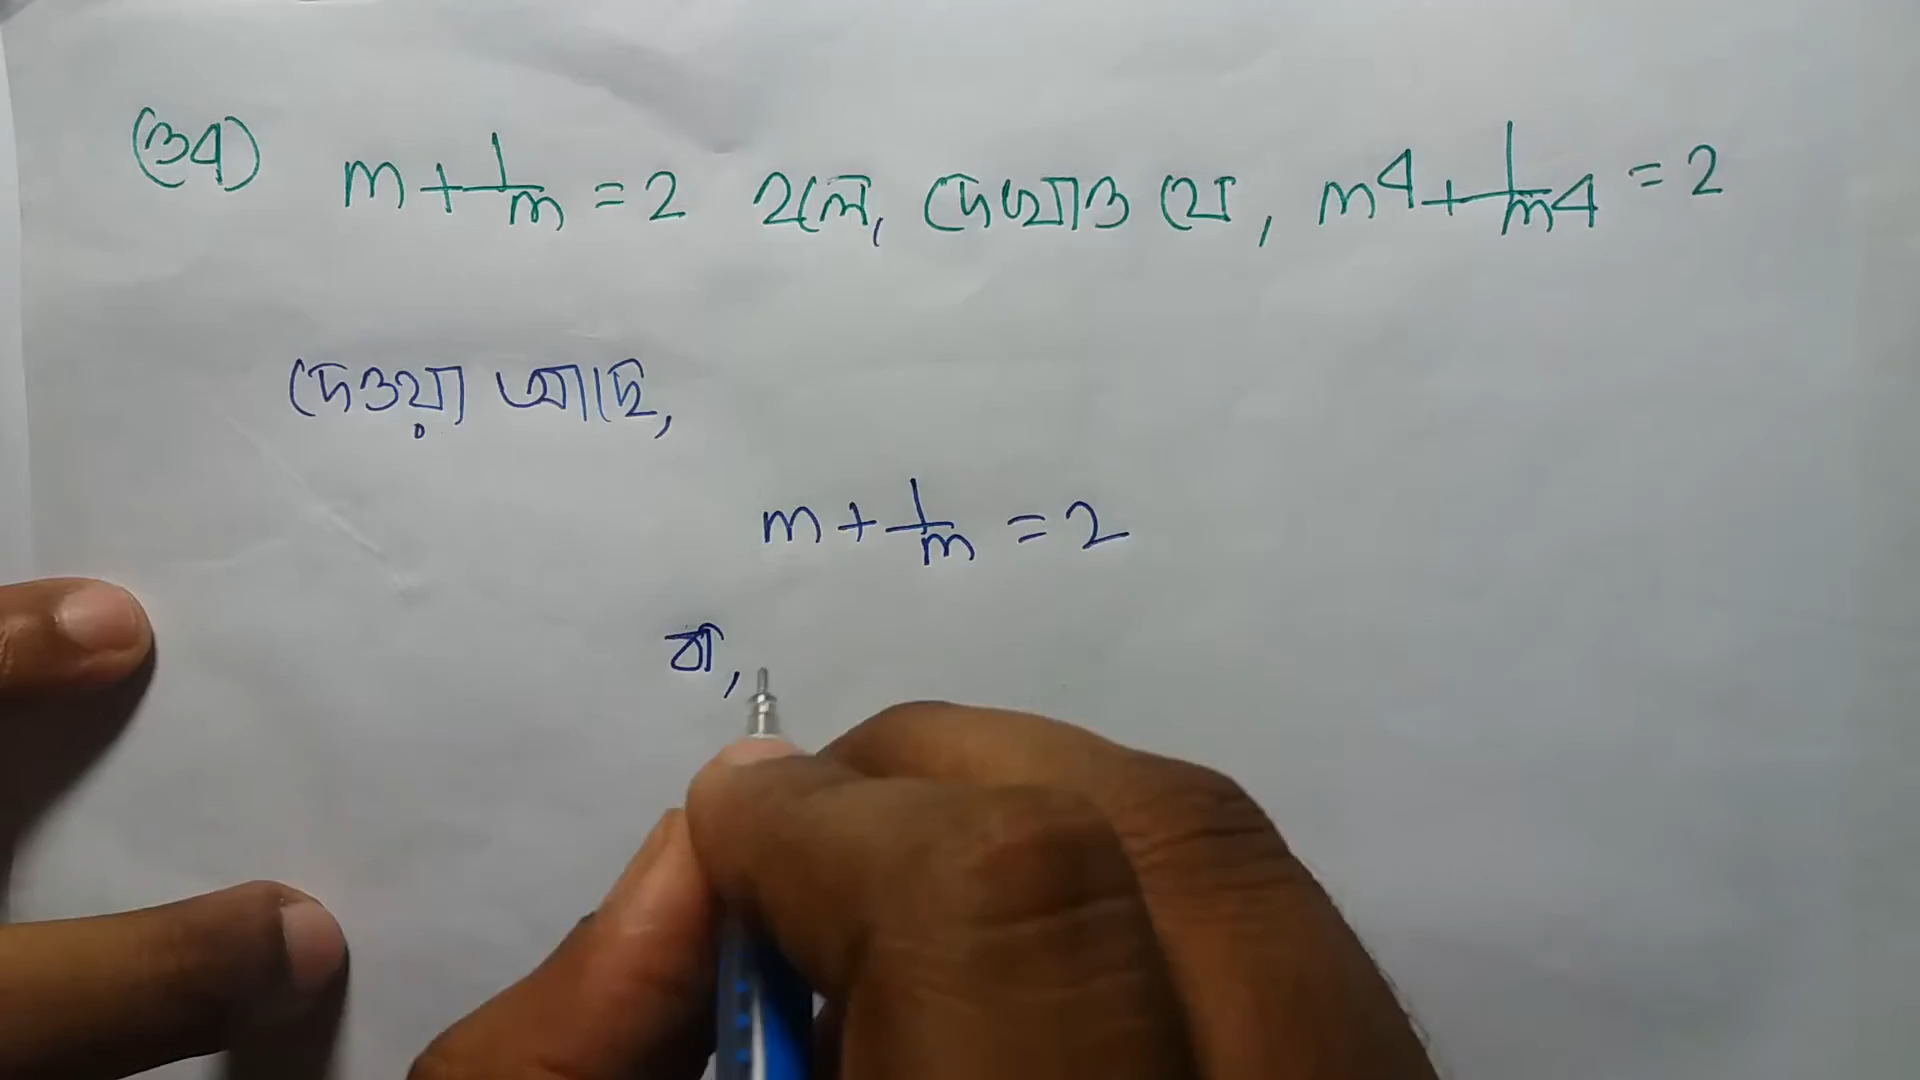 (৩৭) m + 1/m = 2 হলে, দেখাও যে, m⁴ + 1/m⁴ = 2
দেওয়া আছে,
m + 1/m = 2
বা,